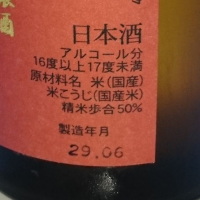 日本酒
アルコール分
16度以上17度未満
原材料名 米(国産)
米こうじ(国産米)
精米歩合50%
製造年月
29.06